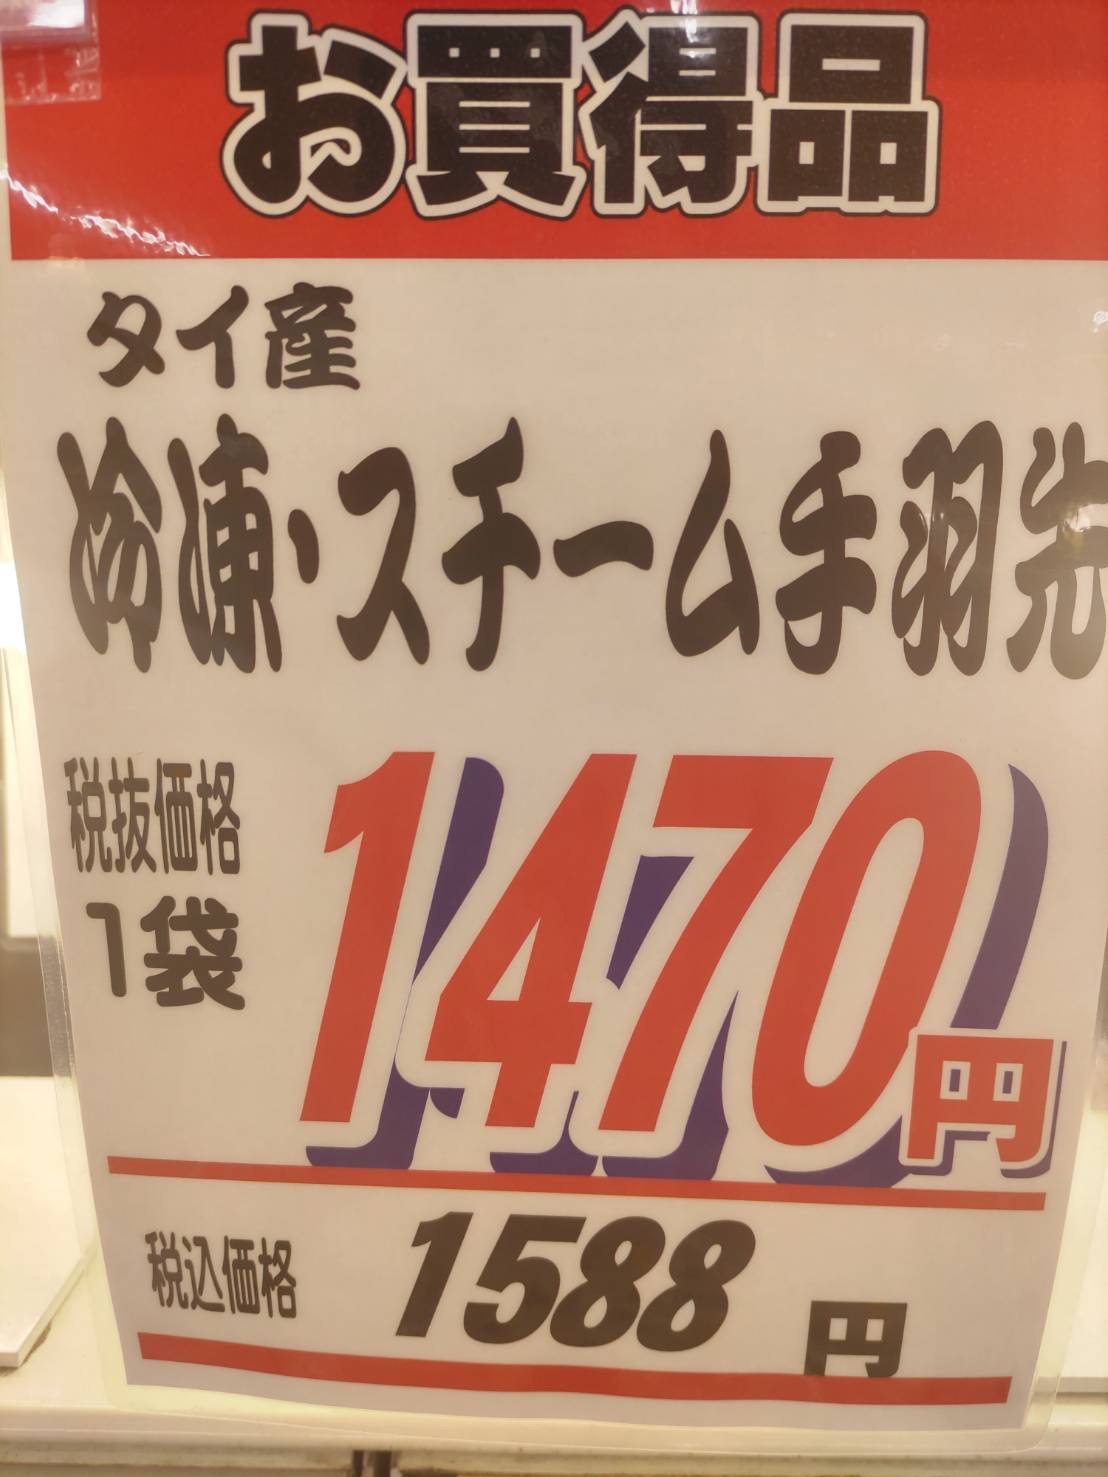 お買得品
タイ産
冷凍・スチーム手羽先
税抜価格
1袋
1470円
税込価格 1588円